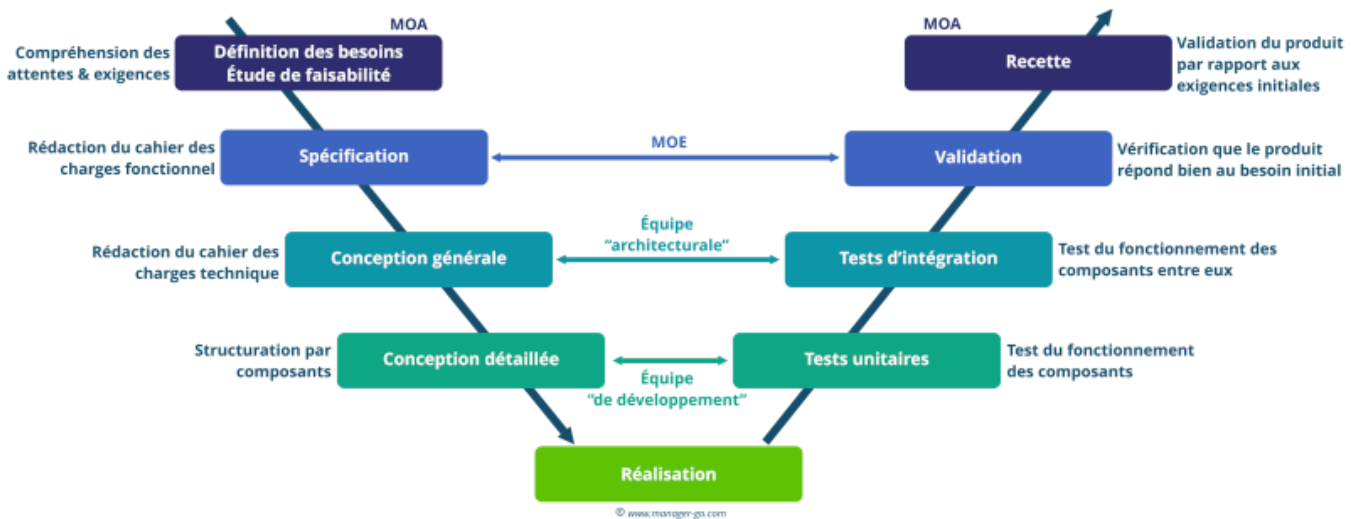 MOA
MOA
Compréhension des
attentes & exigences
Définition des besoins
Étude de faisabilité
Recette
Validation du produit
par rapport aux
exigences initiales
Rédaction du cahier des
charges fonctionnel
Spécification
MOE
Validation
Vérification que le produit
répond bien au besoin initial
Rédaction du cahier des
charges technique
Conception générale
Équipe
“architecturale”
Tests d’intégration
Test du fonctionnement des
composants entre eux
Structuration par
composants
Conception détaillée
Équipe
“de développement”
Tests unitaires
Test du fonctionnement
des composants
Réalisation
© www.manager-go.com